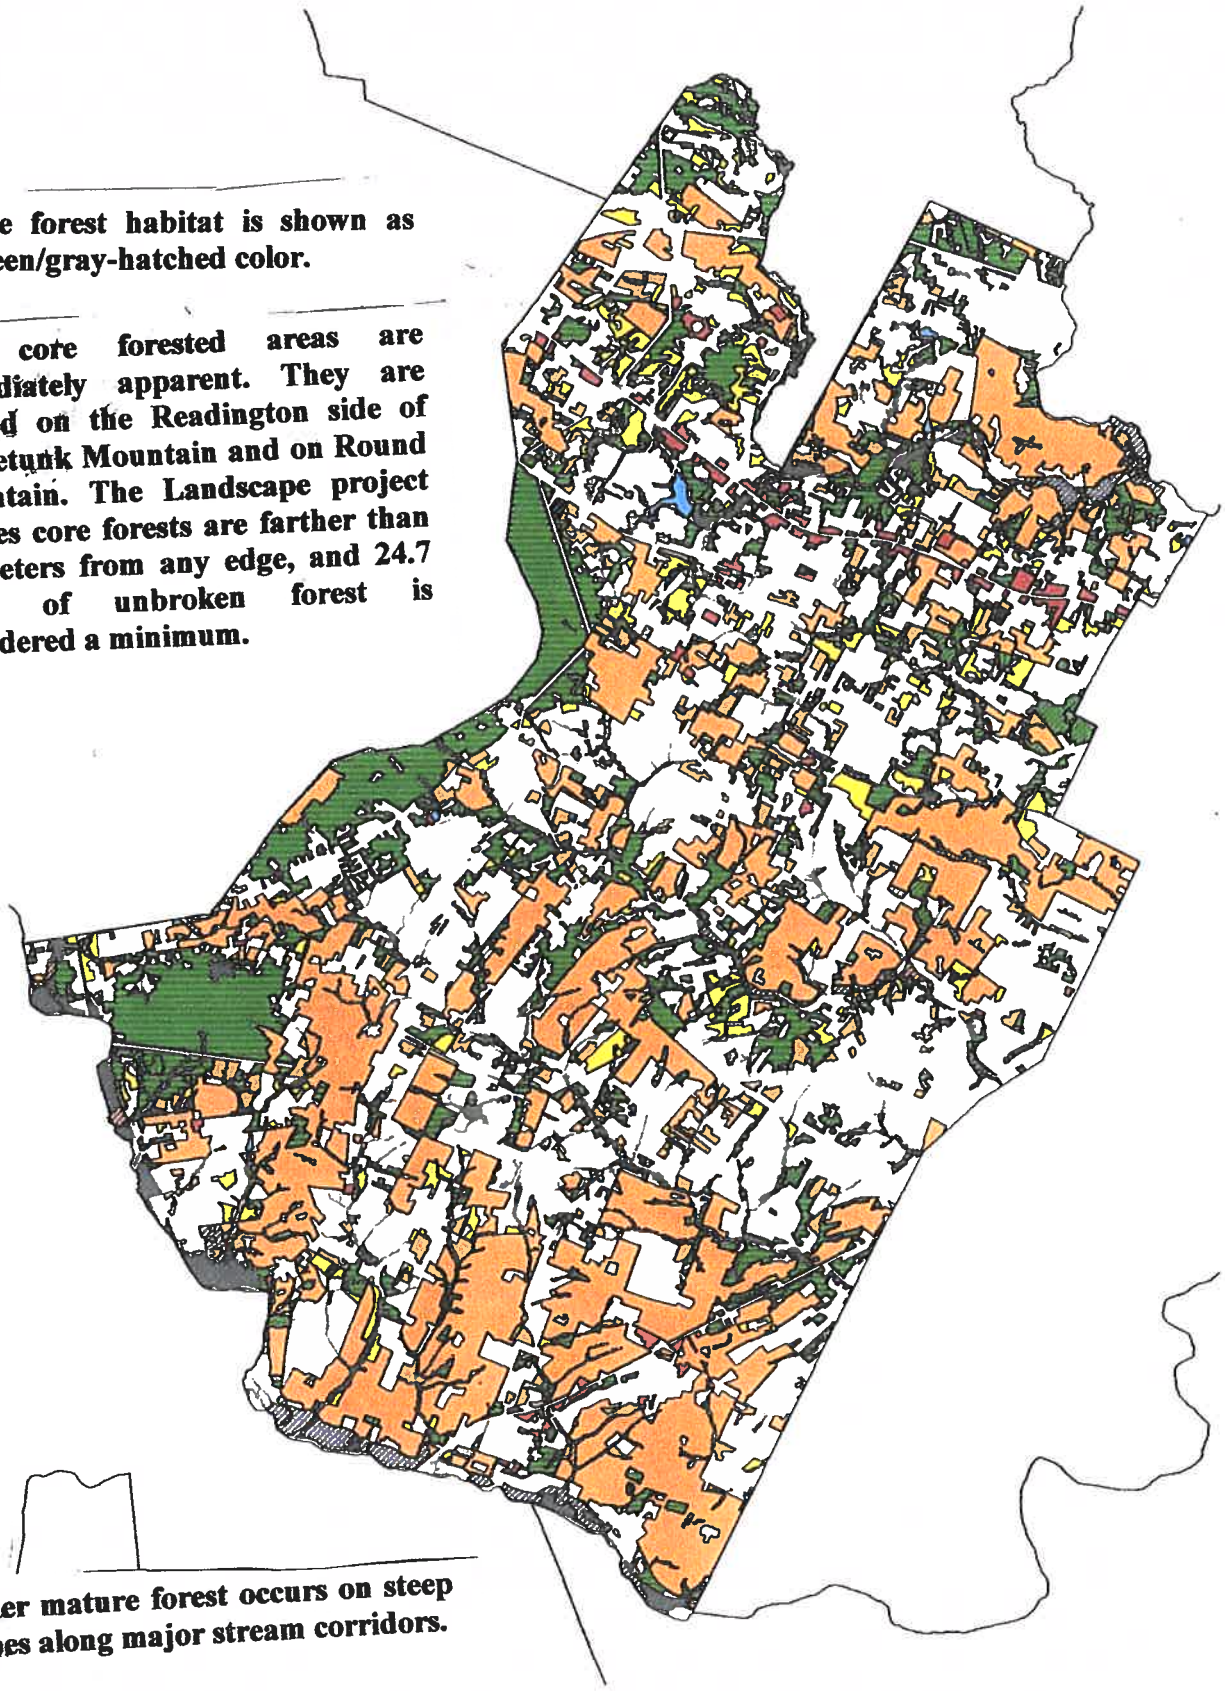 e forest habitat is shown as
een/gray-hatched color.
core forested areas are
diately apparent. They are
d on the Readington side of
etunk Mountain and on Round
ntain. The Landscape project
es core forests are farther than
eters from any edge, and 24.7
of unbroken forest is
dered a minimum.
er mature forest occurs on steep
pes along major stream corridors.